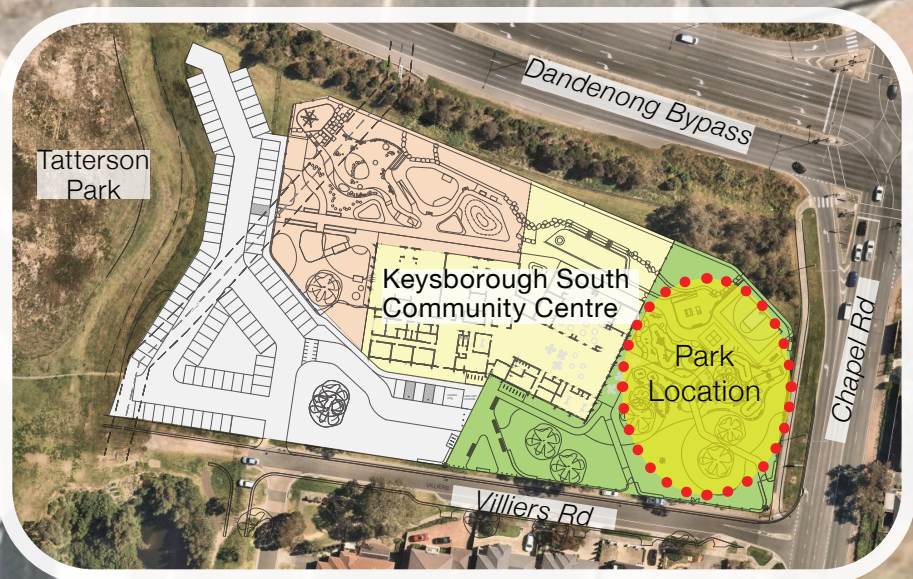 Dandenong Bypass
Tatterson
Park
Keysborough South
Community Centre
Park
Location
Chapel Rd
Villiers Rd